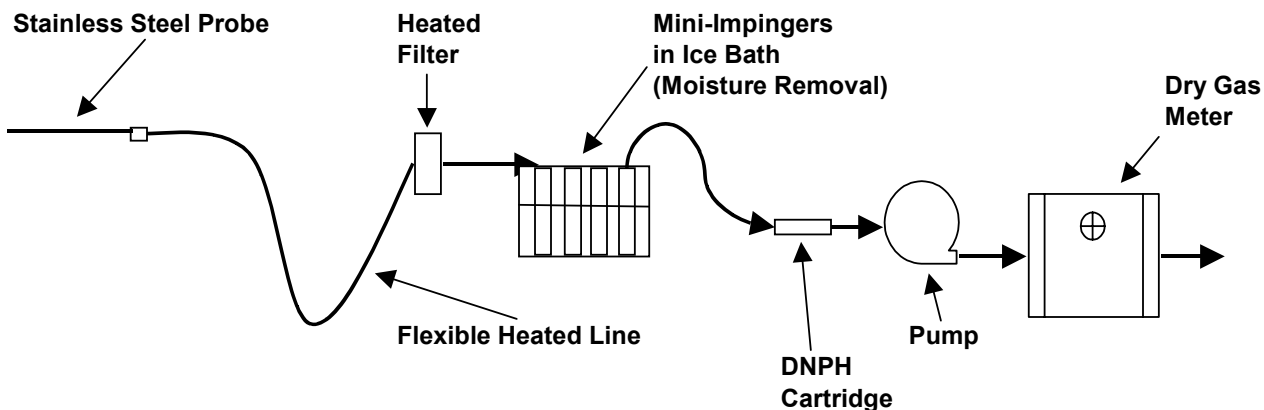 Stainless Steel Probe
Heated
Filter
Mini-Impingers
in Ice Bath
(Moisture Removal)
Dry Gas
Meter
Flexible Heated Line
Pump
DNPH
Cartridge